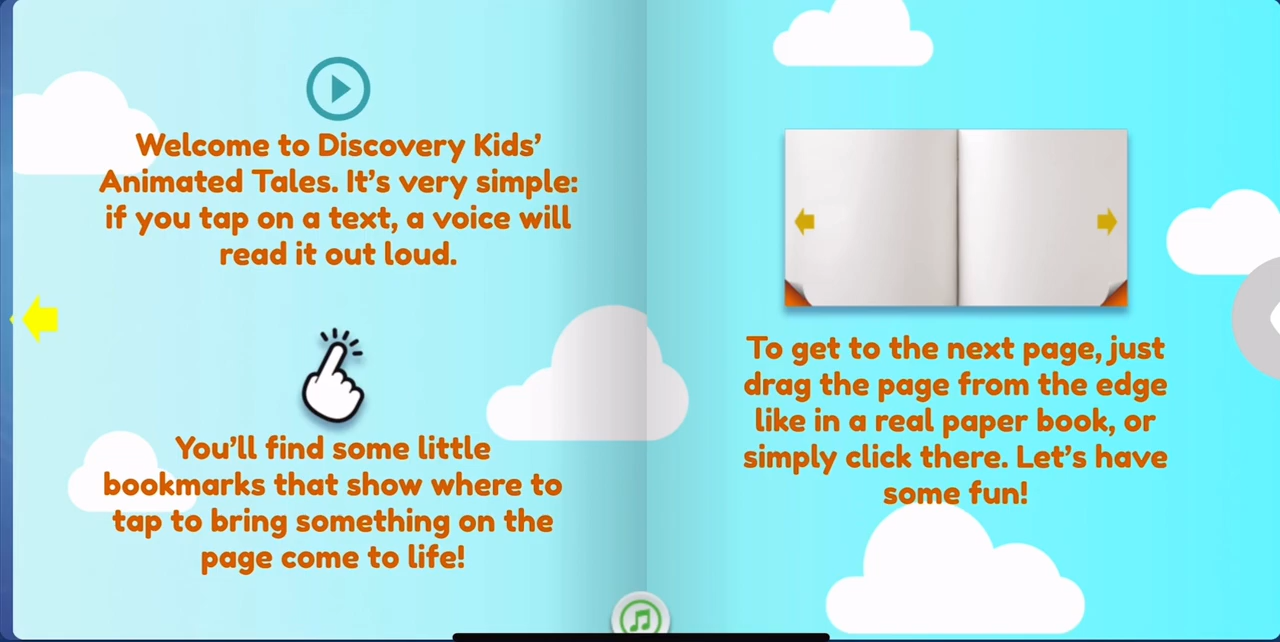 Welcome to Discovery Kids’
Animated Tales. It’s very simple:
if you tap on a text, a voice will
read it out loud.
You’ll find some little
bookmarks that show where to
tap to bring something on the
page come to life!
To get to the next page, just
drag the page from the edge
like in a real paper book, or
simply click there. Let’s have
some fun!